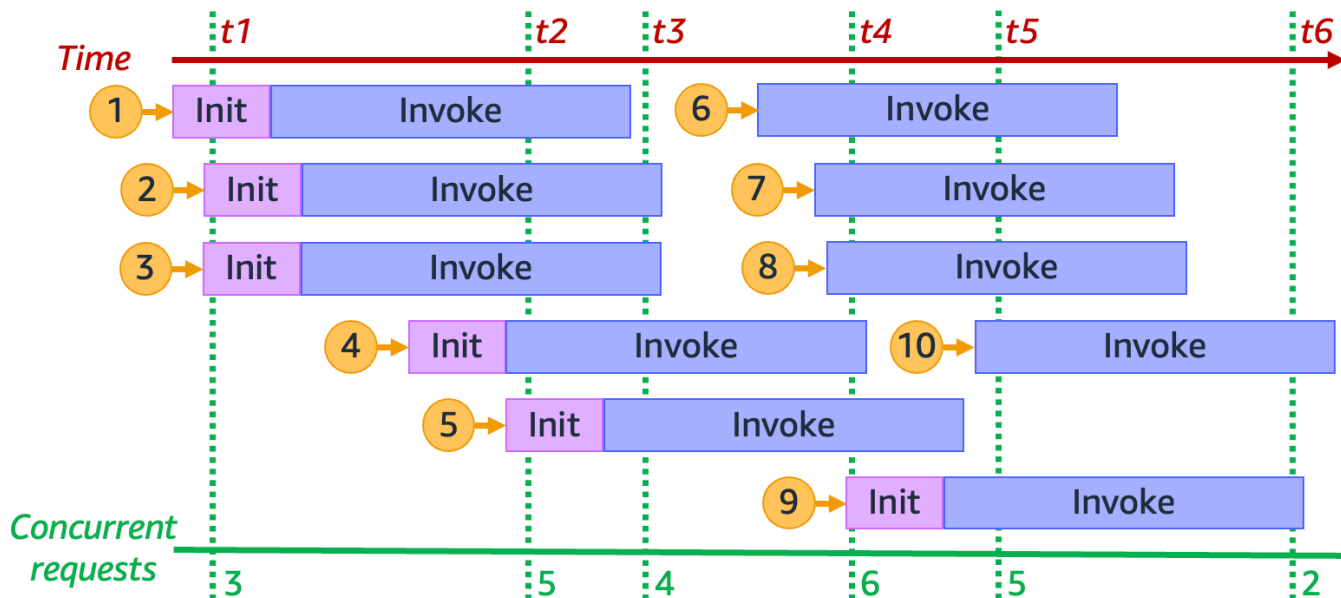 t1 t2 t3 t4 t5 t6
Time
1 Init Invoke 6 Invoke
2 Init Invoke 7 Invoke
3 Init Invoke 8 Invoke
4 Init Invoke 10 Invoke
5 Init Invoke
9 Init Invoke
Concurrent
requests
3 5 4 6 5 2